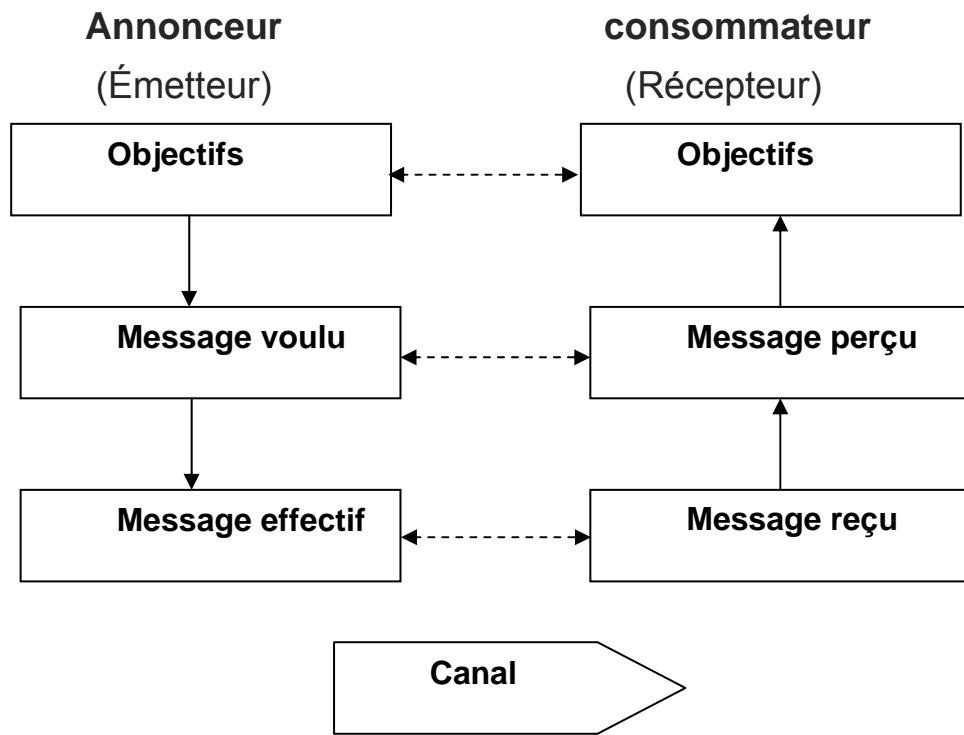 Annonceur consommateur
(Émetteur) (Récepteur)
Objectifs Objectifs
Message voulu Message perçu
Message effectif Message reçu
Canal